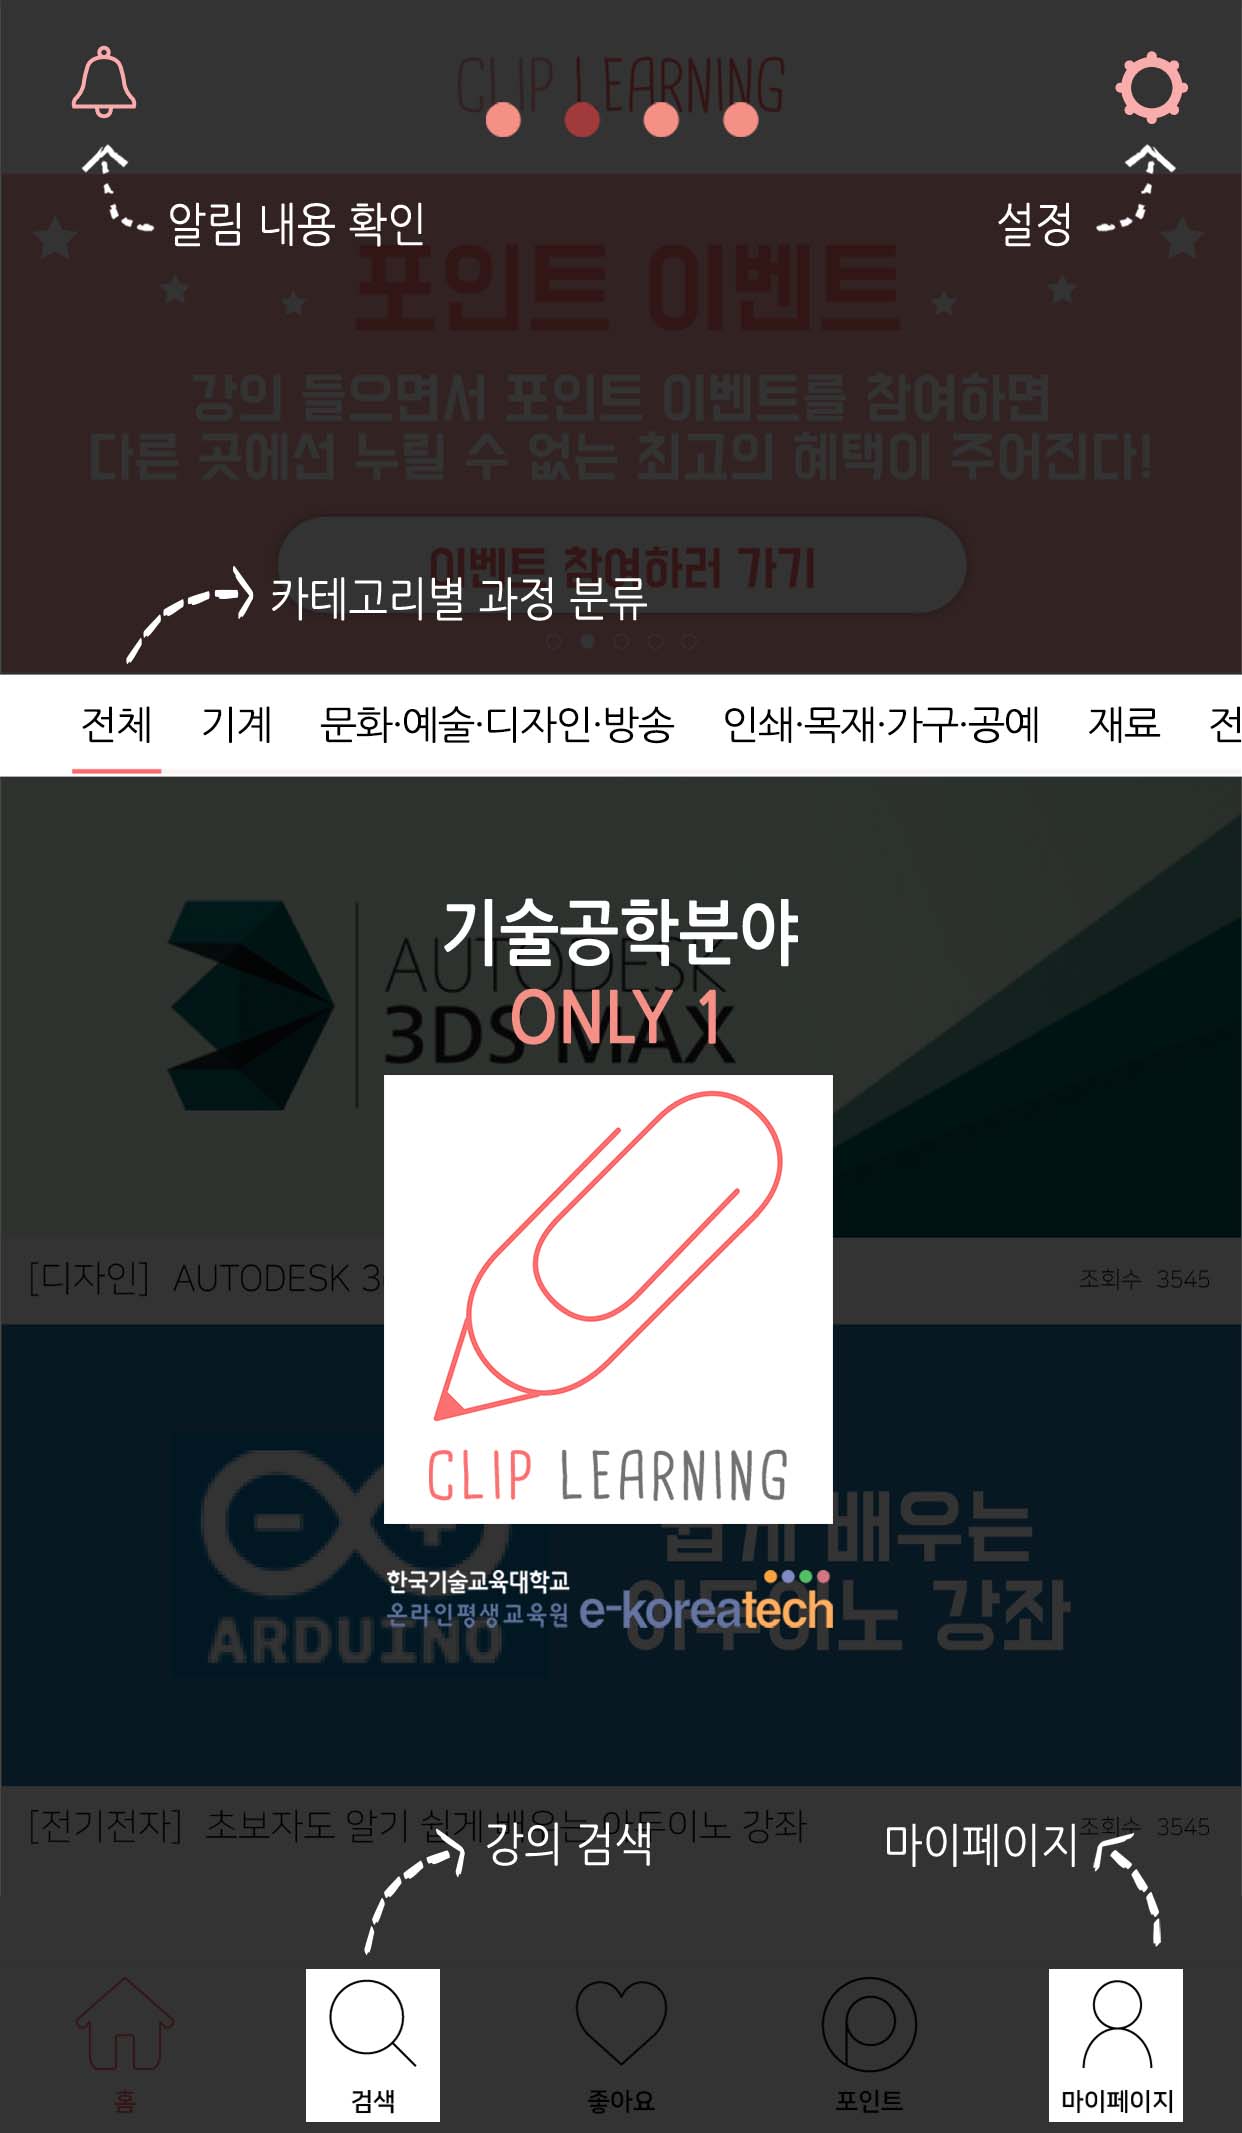 CLIP LEARNING
알림 내용 확인
설정
포인트 이벤트
강의 들으면서 포인트 이벤트를 참여하면
다른 곳에선 누릴 수 없는 최고의 혜택이 주어진다!
이벤트 참여하러 가기
카테고리별 과정 분류
전체 기계 문화·예술·디자인·방송 인쇄·목재·가구·공예 재료 전
기술공학분야
AUTODESK
ONLY 1
3DS MAX
[디자인] AUTODESK 3
조회수 3545
CLIP LEARNING
쉽게 배우는
아두이노 강좌
ARDUINO
한국기술교육대학교
온라인평생교육원 e-koreatech
[전기전자] 초보자도 알기 쉽게 배우는 아두이노 강좌
조회수 3545
강의 검색
마이페이지
홈 검색 좋아요 포인트 마이페이지